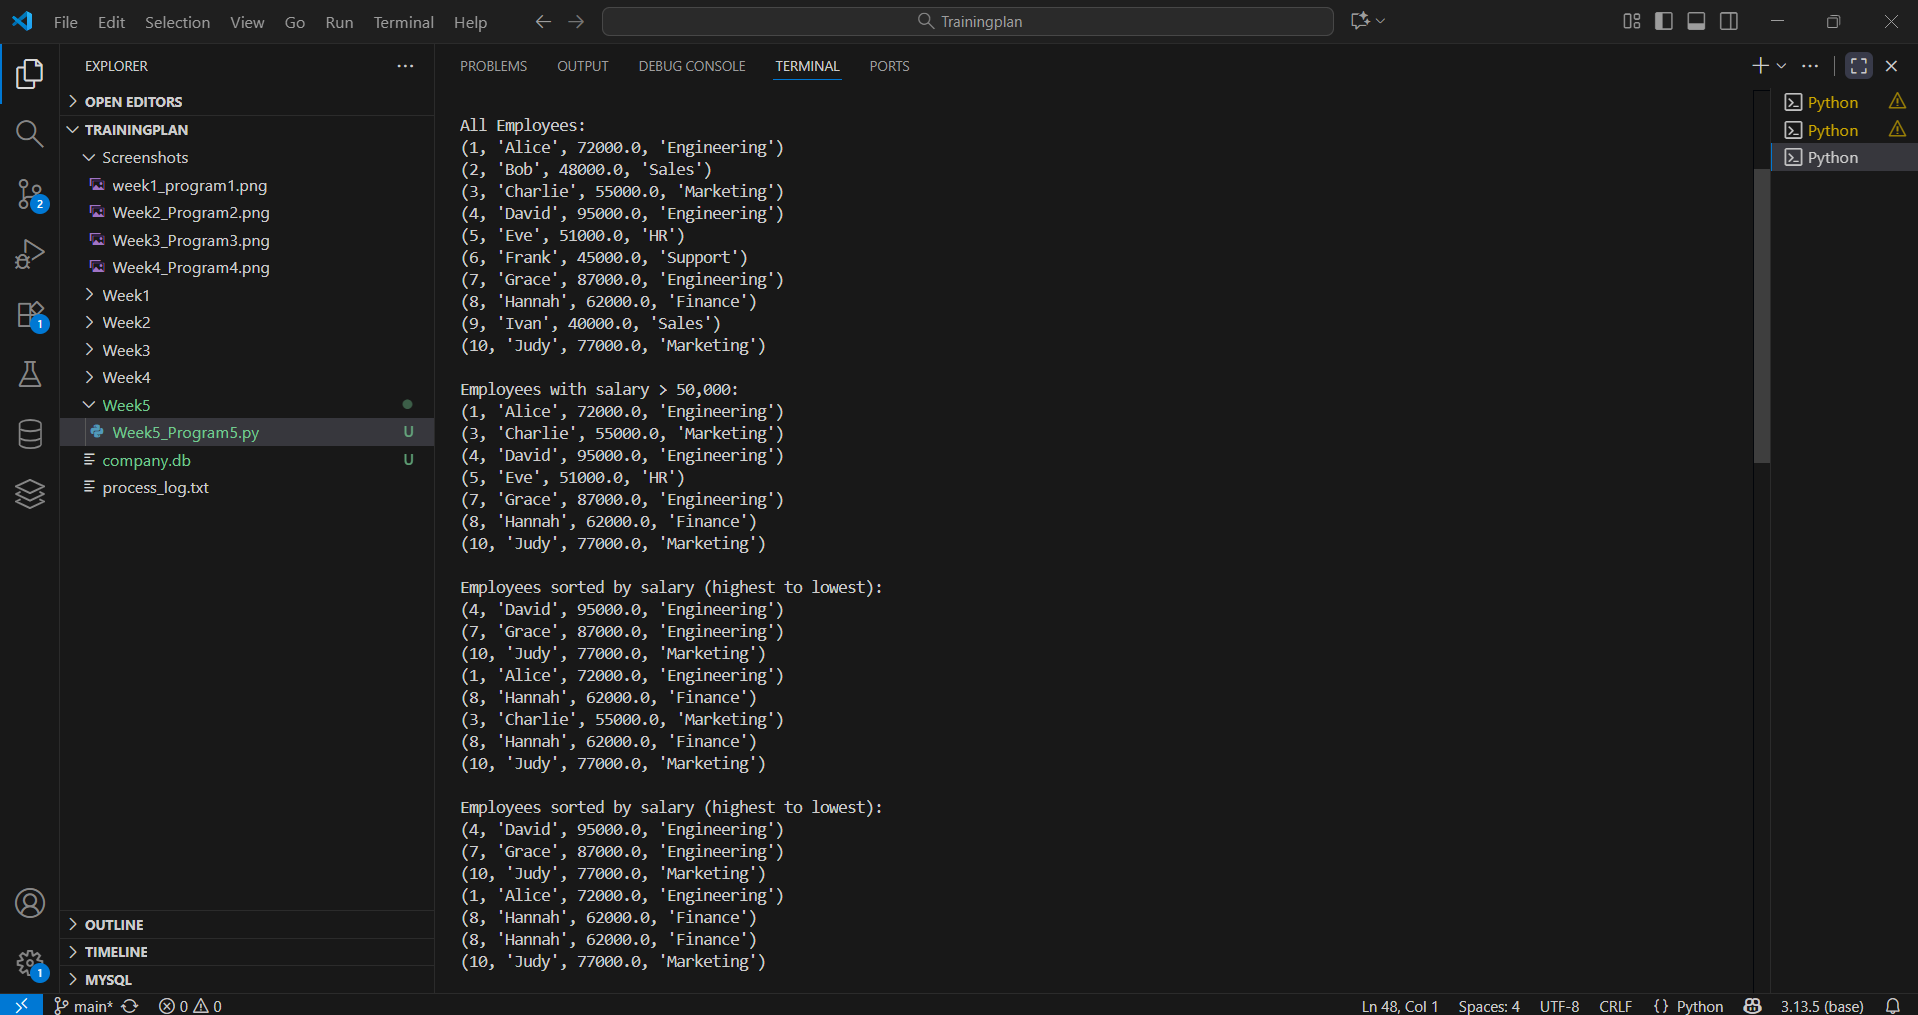 File Edit Selection View Go Run Terminal Help
Trainingplan
EXPLORER
OPEN EDITORS
TRAININGPLAN
Screenshots
week1_program1.png
Week2_Program2.png
Week3_Program3.png
Week4_Program4.png
Week1
Week2
Week3
Week4
Week5
Week5_Program5.py U
company.db U
process_log.txt
OUTLINE
TIMELINE
MYSQL
2
1
1
PROBLEMS OUTPUT DEBUG CONSOLE TERMINAL PORTS
All Employees:
(1, 'Alice', 72000.0, 'Engineering')
(2, 'Bob', 48000.0, 'Sales')
(3, 'Charlie', 55000.0, 'Marketing')
(4, 'David', 95000.0, 'Engineering')
(5, 'Eve', 51000.0, 'HR')
(6, 'Frank', 45000.0, 'Support')
(7, 'Grace', 87000.0, 'Engineering')
(8, 'Hannah', 62000.0, 'Finance')
(9, 'Ivan', 40000.0, 'Sales')
(10, 'Judy', 77000.0, 'Marketing')
Employees with salary > 50,000:
(1, 'Alice', 72000.0, 'Engineering')
(3, 'Charlie', 55000.0, 'Marketing')
(4, 'David', 95000.0, 'Engineering')
(5, 'Eve', 51000.0, 'HR')
(7, 'Grace', 87000.0, 'Engineering')
(8, 'Hannah', 62000.0, 'Finance')
(10, 'Judy', 77000.0, 'Marketing')
Employees sorted by salary (highest to lowest):
(4, 'David', 95000.0, 'Engineering')
(7, 'Grace', 87000.0, 'Engineering')
(10, 'Judy', 77000.0, 'Marketing')
(1, 'Alice', 72000.0, 'Engineering')
(8, 'Hannah', 62000.0, 'Finance')
(3, 'Charlie', 55000.0, 'Marketing')
(8, 'Hannah', 62000.0, 'Finance')
(10, 'Judy', 77000.0, 'Marketing')
Employees sorted by salary (highest to lowest):
(4, 'David', 95000.0, 'Engineering')
(7, 'Grace', 87000.0, 'Engineering')
(10, 'Judy', 77000.0, 'Marketing')
(1, 'Alice', 72000.0, 'Engineering')
(8, 'Hannah', 62000.0, 'Finance')
(8, 'Hannah', 62000.0, 'Finance')
(10, 'Judy', 77000.0, 'Marketing')
Python
Python
Python
main* 0 0 Ln 48, Col 1 Spaces: 4 UTF-8 CRLF {} Python 3.13.5 (base)